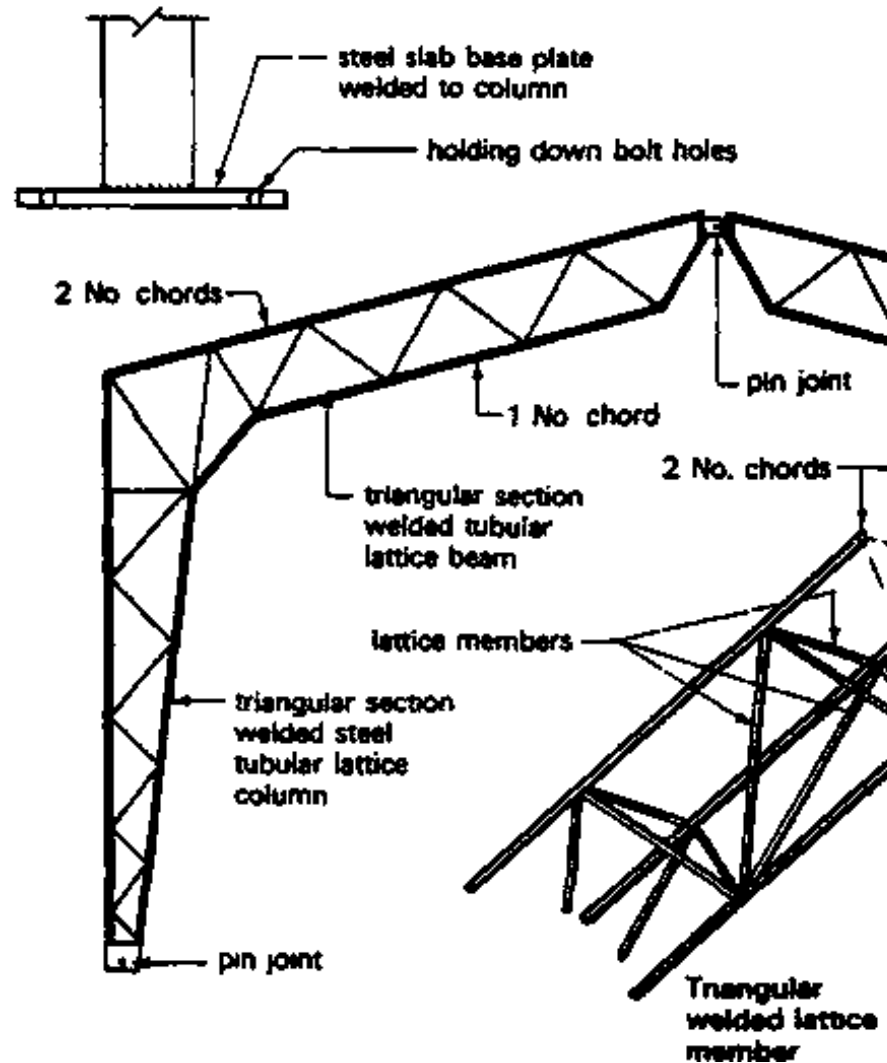 steel slab base plate
welded to column
holding down bolt holes
2 No chords
pin joint
1 No chord
2 No. chords
triangular section
welded tubular
lattice beam
lattice members
triangular section
welded steel
tubular lattice
column
pin joint
Triangular
welded lattice
member